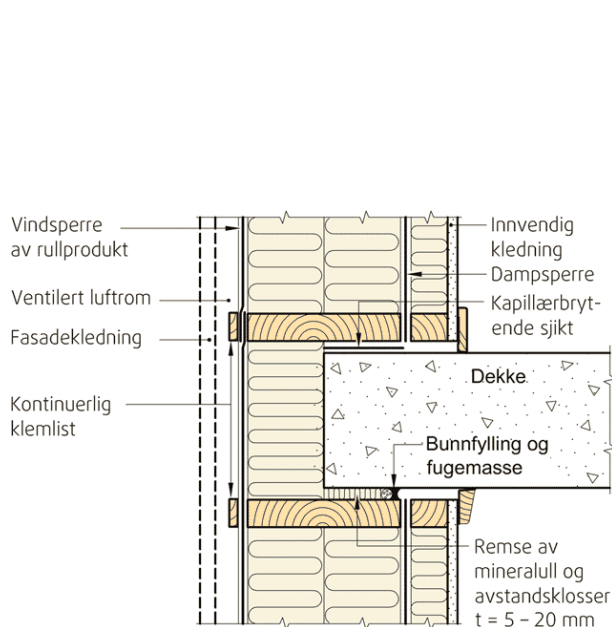 Vindsperre
av rullprodukt
Ventilert luftrom
Fasadekledning
Kontinuerlig
klemlist
Innvendig
kledning
Dampsperre
Kapillærbryt-
ende sjikt
Dekke
Bunnfylling og
fugemasse
Remse av
mineralull og
avstandsklosser
t = 5 – 20 mm